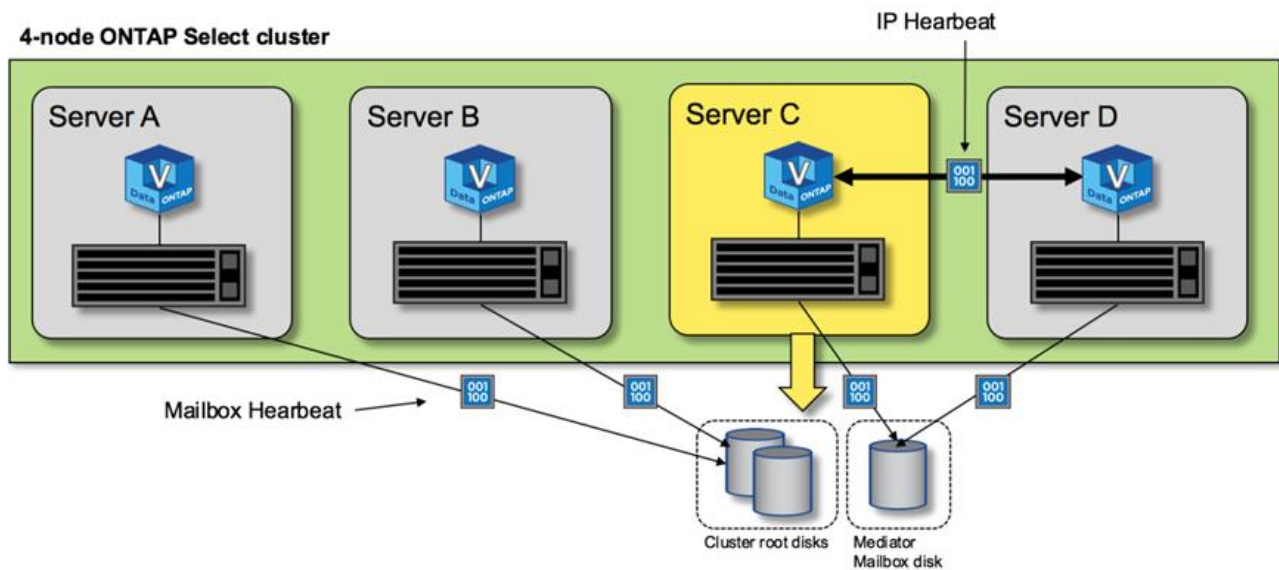 IP Hearbeat
4-node ONTAP Select cluster
Server A
Server B
Server C
Server D
V
Data ONTAP
V
Data ONTAP
V
Data ONTAP
V
Data ONTAP
001
100
Mailbox Hearbeat
001
100
001
100
001
100
001
100
Cluster root disks
Mediator
Mailbox disk